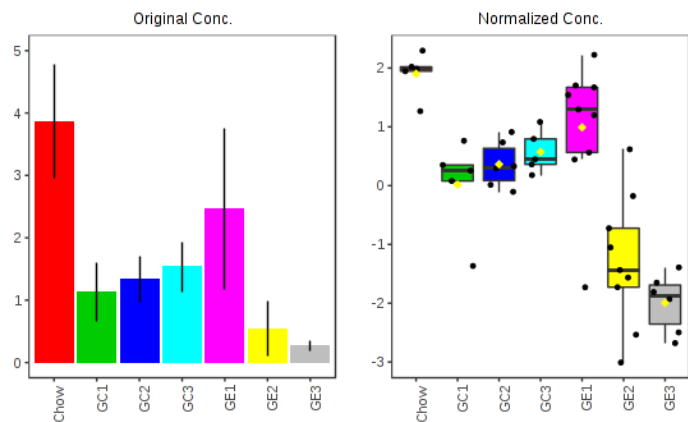 Original Conc.
5
4
3
2
1
0
Chow
GC1
GC2
GC3
GE1
GE2
GE3
Normalized Conc.
2
1
0
-1
-2
-3
Chow
GC1
GC2
GC3
GE1
GE2
GE3